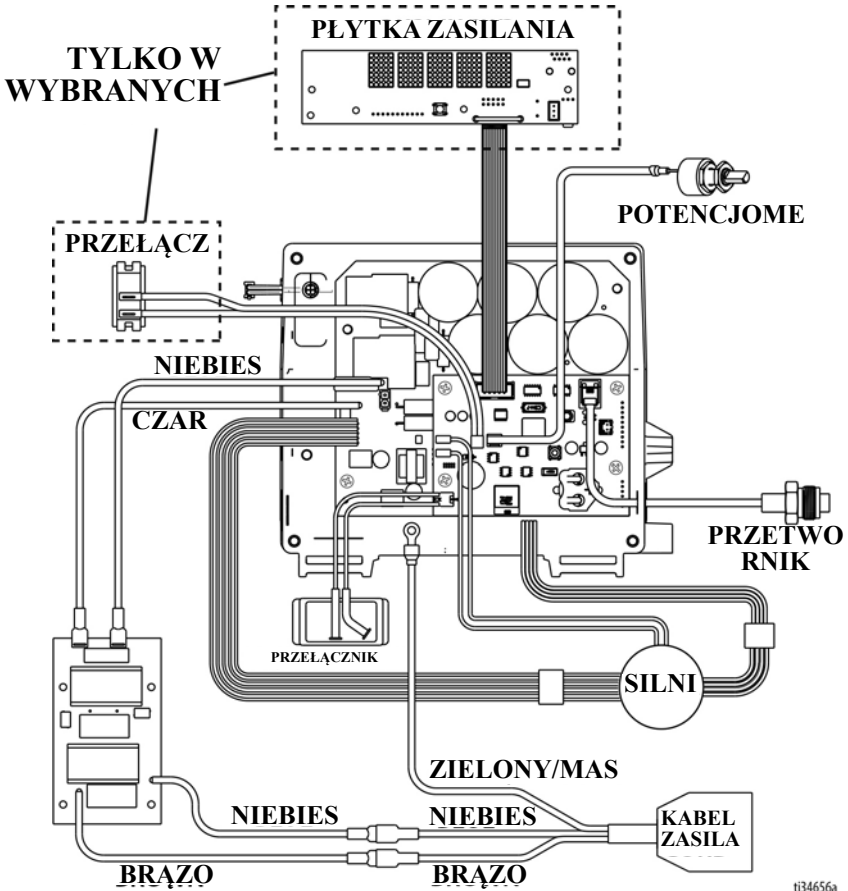 PŁYTKA ZASILANIA
TYLKO W
WYBRANYCH
POTENCJOME
PRZEŁĄCZ
NIEBIES
CZAR
PRZETWO
RNIK
PRZEŁĄCZNIK
SILNI
ZIELONY/MAS
NIEBIES
NIEBIES
KABEL
ZASILA
BRĄZO
BRĄZO
ti34656a